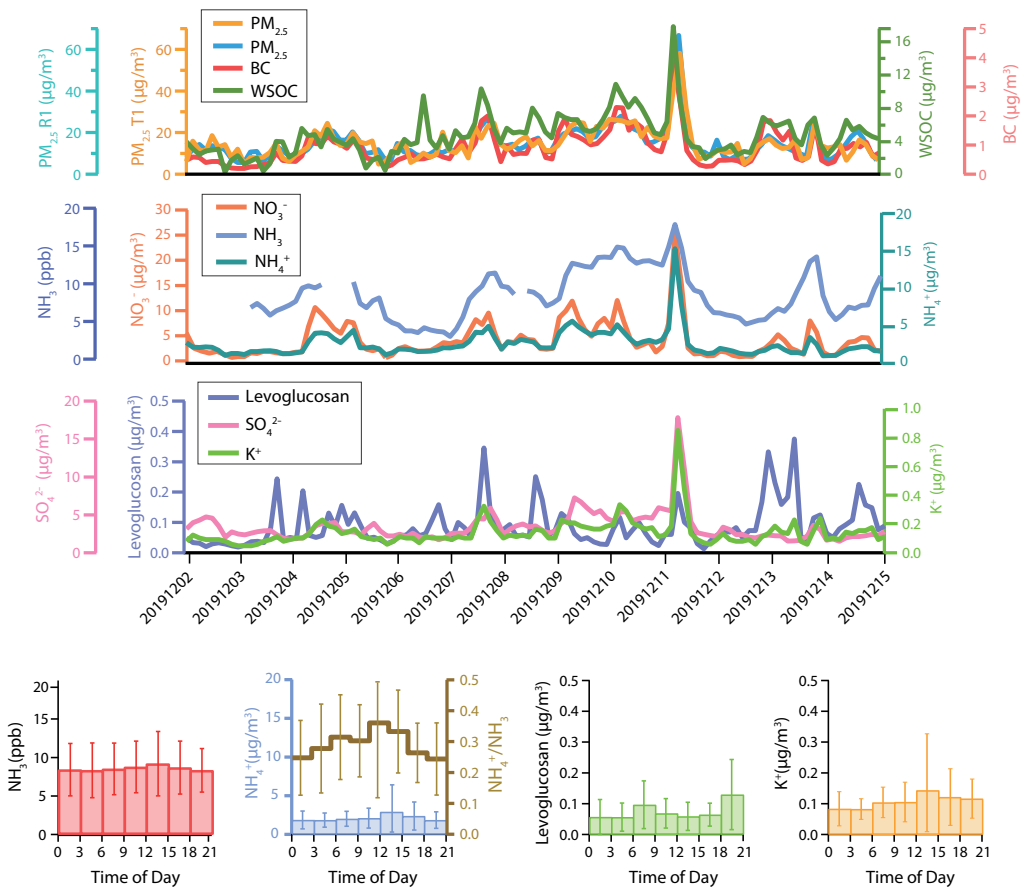 PM2.5
PM2.5
BC
WSOC
PM2.5 R1 (µg/m³)
60
40
20
0
PM2.5 T1 (µg/m³)
60
40
20
0
WSOC (µg/m³)
16
12
8
4
0
BC (µg/m³)
5
4
3
2
1
0
NO3⁻
NH3
NH4⁺
NH3 (ppb)
20
15
10
5
0
NO3⁻ (µg/m³)
30
25
20
15
10
5
0
NH4⁺(µg/m³)
20
15
10
5
0
Levoglucosan
SO4²⁻
K⁺
SO4²⁻ (µg/m³)
20
15
10
5
0
Levoglucosan (µg/m³)
0.5
0.4
0.3
0.2
0.1
0.0
K⁺ (µg/m³)
1.0
0.8
0.6
0.4
0.2
0.0
20191202
20191203
20191204
20191205
20191206
20191207
20191208
20191209
20191210
20191211
20191212
20191213
20191214
20191215
NH3(ppb)
20
15
10
5
0
0 3 6 9 12 15 18 21
Time of Day
NH4⁺(µg/m³)
20
15
10
5
0
NH4⁺/NH3
0.5
0.4
0.3
0.2
0.1
0.0
0 3 6 9 12 15 18 21
Time of Day
Levoglucosan (µg/m³)
0.5
0.4
0.3
0.2
0.1
0.0
0 3 6 9 12 15 18 21
Time of Day
K⁺(µg/m³)
0.5
0.4
0.3
0.2
0.1
0.0
0 3 6 9 12 15 18 21
Time of Day